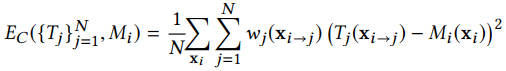 $E_C(\{T_j\}_{j=1}^{N}, M_i) = \frac{1}{N} \sum_{\mathbf{x}_i} \sum_{j=1}^{N} w_j(\mathbf{x}_{i \to j}) \left( T_j(\mathbf{x}_{i \to j}) - M_i(\mathbf{x}_i) \right)^2$